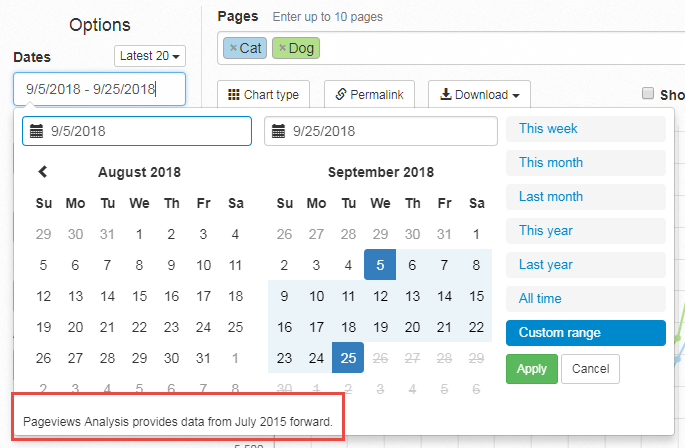 Options
Dates
Latest 20
9/5/2018 - 9/25/2018
Pages Enter up to 10 pages
× Cat × Dog
Chart type Permalink Download Sho
9/5/2018 9/25/2018
August 2018
Su Mo Tu We Th Fr Sa
29 30 31 1 2 3 4
5 6 7 8 9 10 11
12 13 14 15 16 17 18
19 20 21 22 23 24 25
26 27 28 29 30 31 1
2 3 4 5 6 7 8
September 2018
Su Mo Tu We Th Fr Sa
26 27 28 29 30 31 1
2 3 4 5 6 7 8
9 10 11 12 13 14 15
16 17 18 19 20 21 22
23 24 25 26 27 28 29
30 1 2 3 4 5 6
This week
This month
Last month
This year
Last year
All time
Custom range
Apply Cancel
Pageviews Analysis provides data from July 2015 forward.